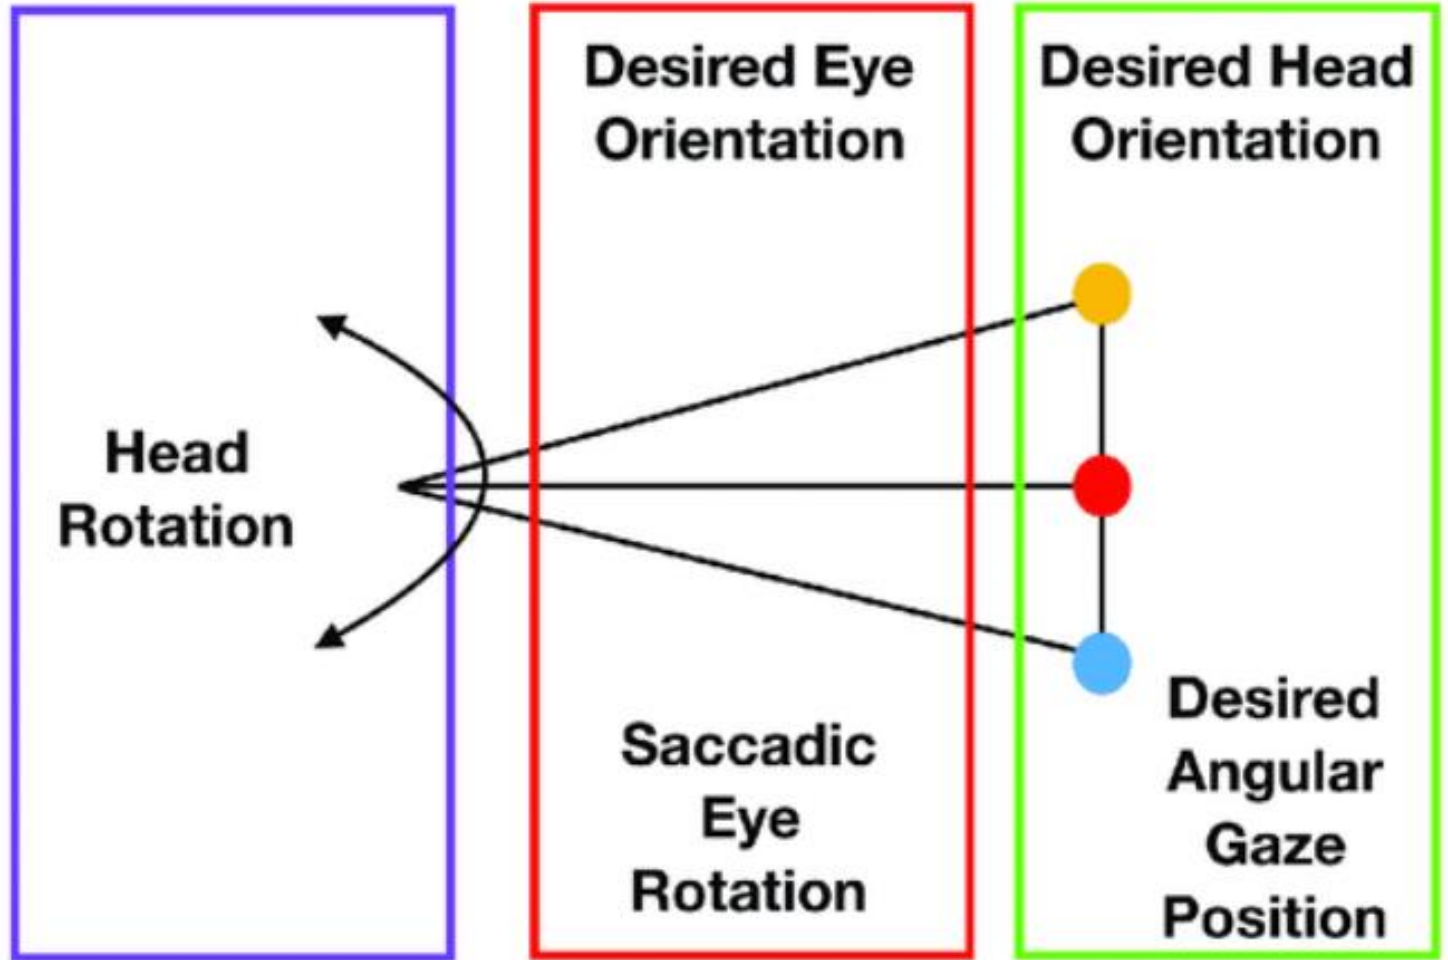 Head
Rotation
Desired Eye
Orientation
Saccadic
Eye
Rotation
Desired Head
Orientation
Desired
Angular
Gaze
Position